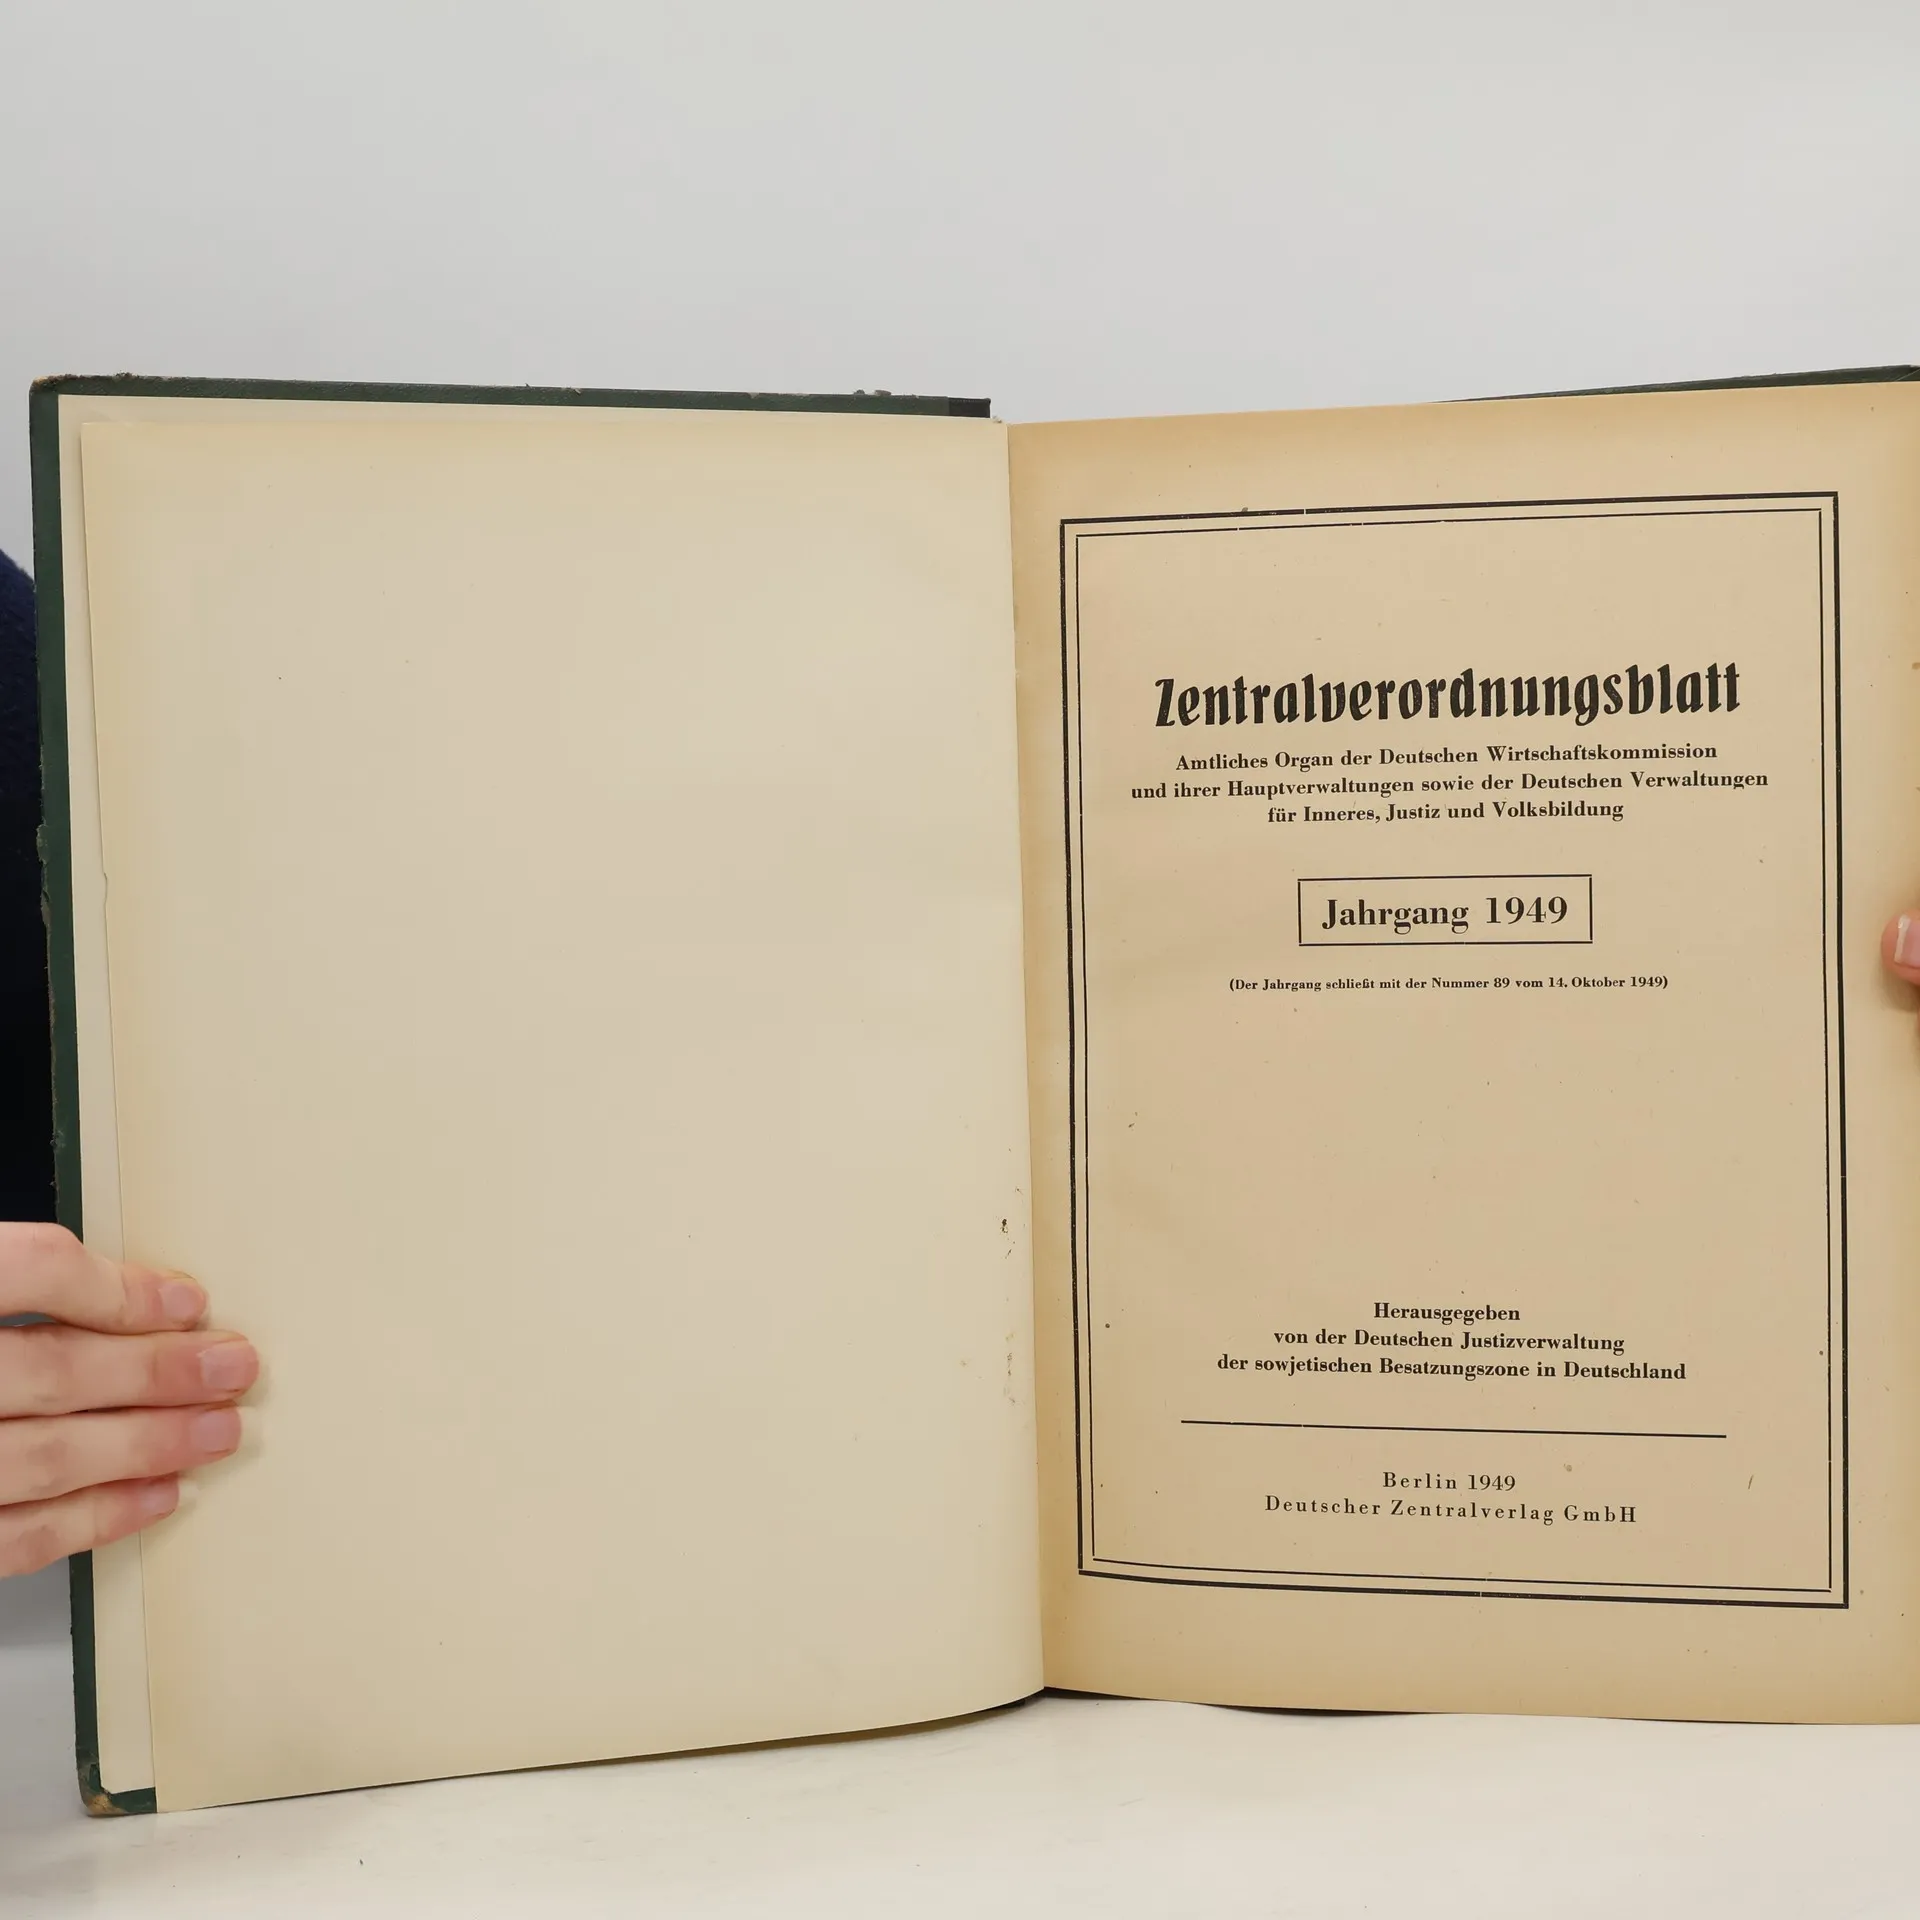 Zentralverordnungsblatt
Amtliches Organ der Deutschen Wirtschaftskommission
und ihrer Hauptverwaltungen sowie der Deutschen Verwaltungen
für Inneres, Justiz und Volksbildung
Jahrgang 1949
(Der Jahrgang schließt mit der Nummer 89 vom 14. Oktober 1949)
Herausgegeben
von der Deutschen Justizverwaltung
der sowjetischen Besatzungszone in Deutschland
Berlin 1949
Deutscher Zentralverlag GmbH